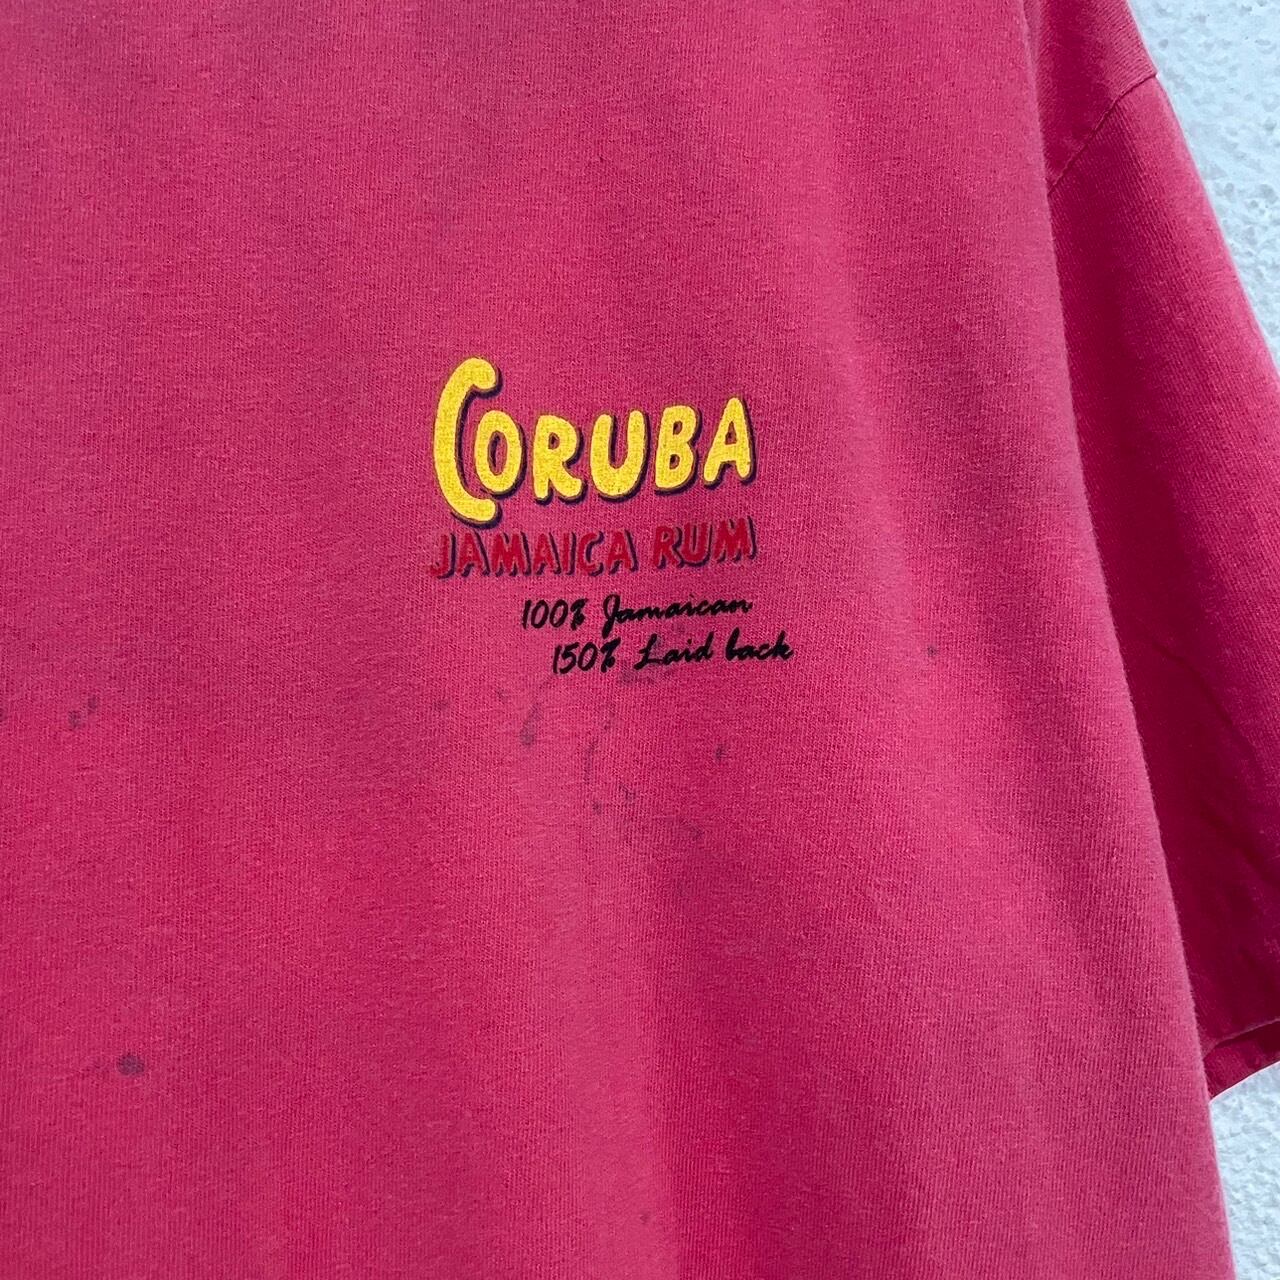 CORUBA
JAMAICA RUM
100% Jamaican
150% Laid back